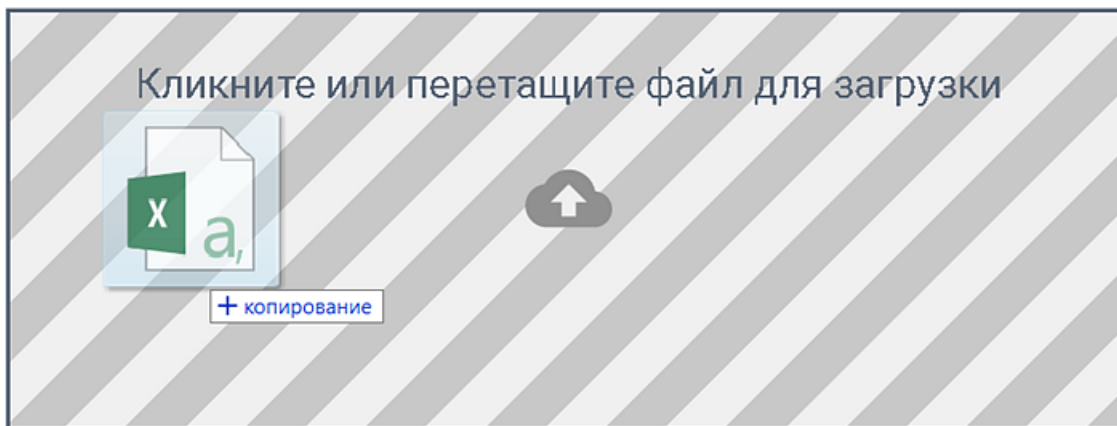 Кликните или перетащите файл для загрузки
X
a,
+ копирование